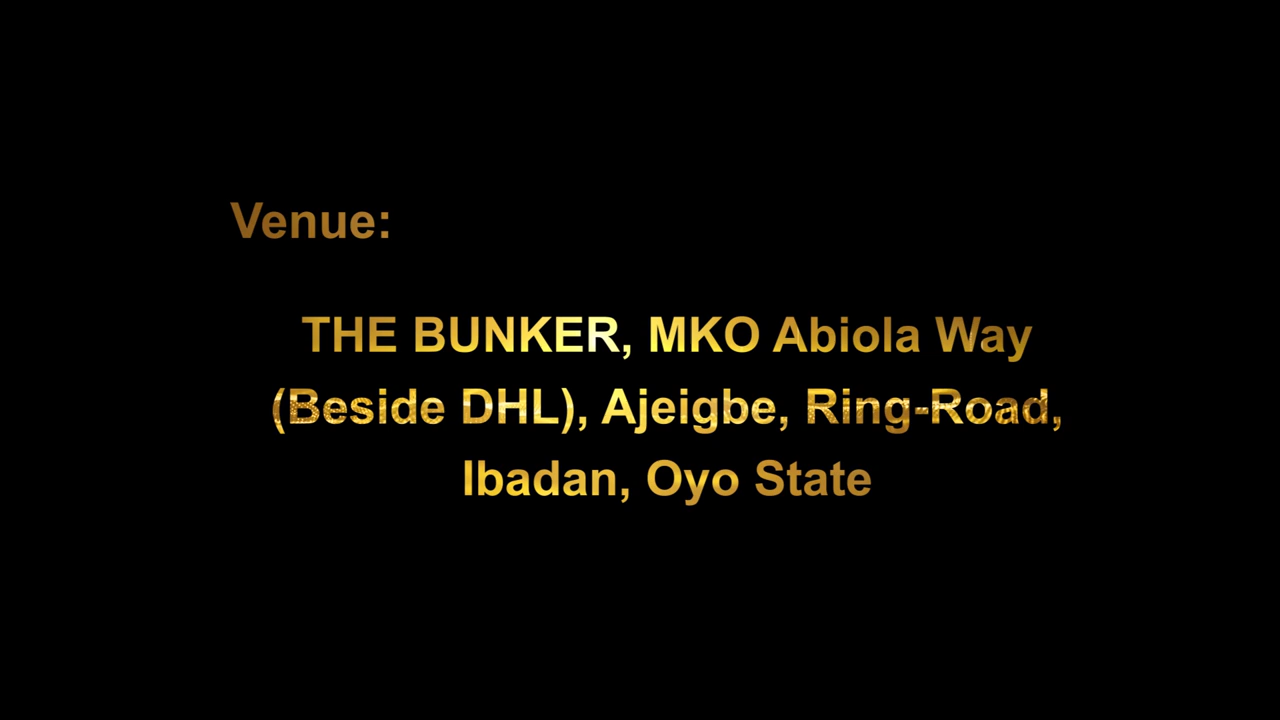 Venue:
THE BUNKER, MKO Abiola Way
(Beside DHL), Ajeigbe, Ring-Road,
Ibadan, Oyo State